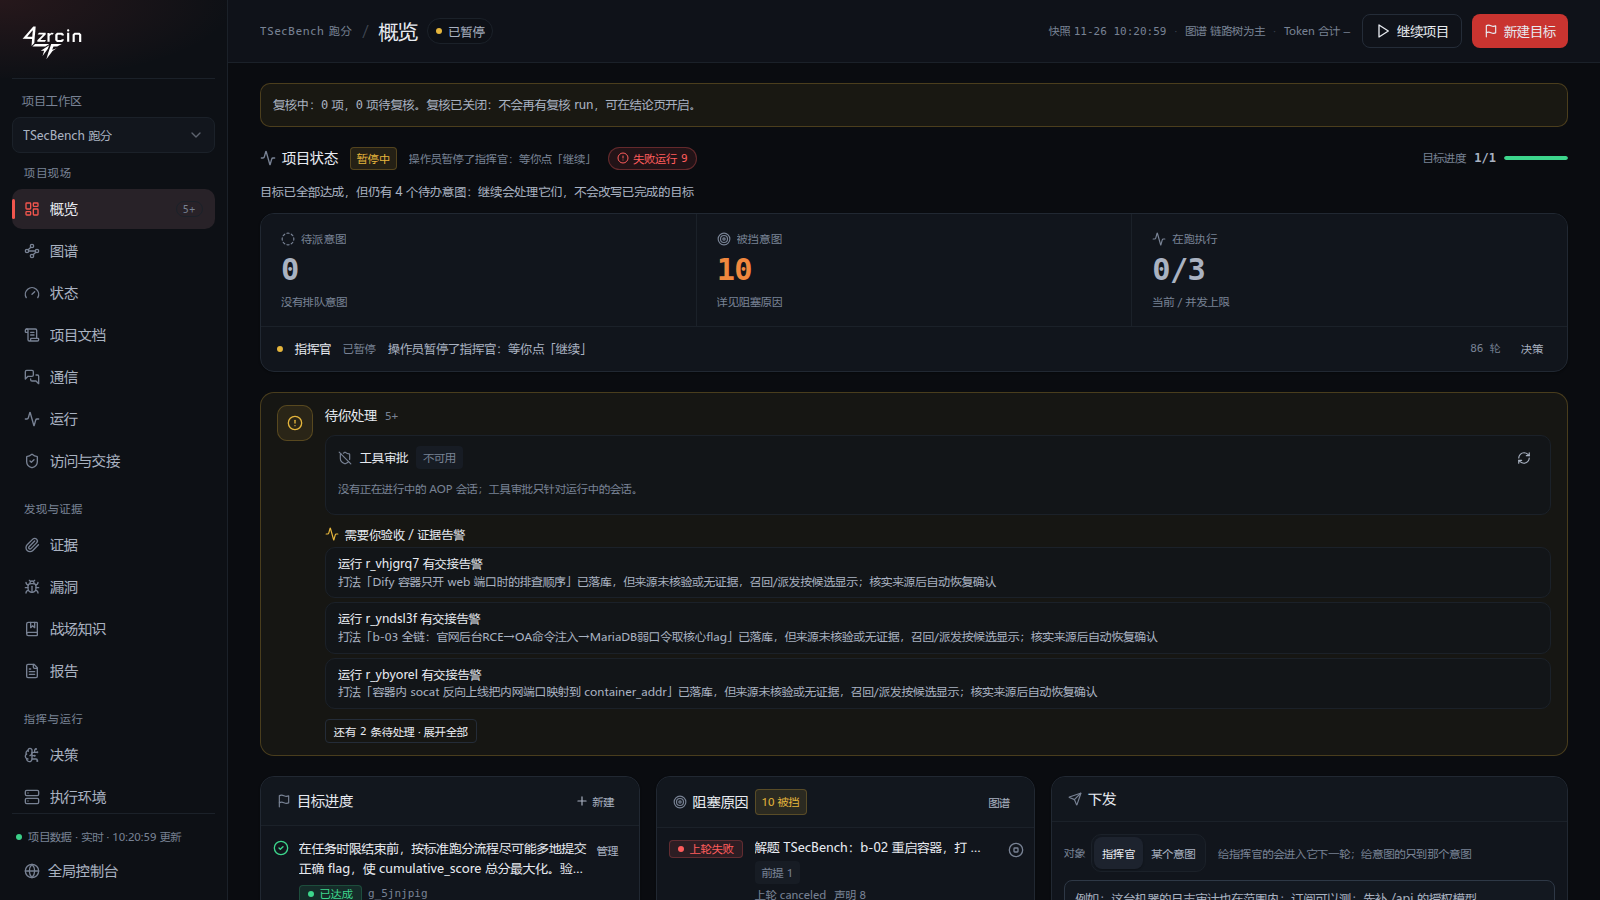 Azrcin
项目工作区
TSecBench 跑分
项目现场
概览 5+
图谱
状态
项目文档
通信
运行
访问与交接
发现与证据
证据
漏洞
战场知识
报告
指挥与运行
决策
执行环境
项目数据 · 实时 · 10:20:59 更新
全局控制台
TSecBench 跑分 / 概览 已暂停
快照 11-26 10:20:59 · 图谱 链路树为主 · Token 合计 —
继续项目
新建目标
复核中：0 项，0 项待复核。复核已关闭：不会再有复核 run，可在结论页开启。
项目状态 暂停中 操作员暂停了指挥官：等你点「继续」 失败运行 9
目标进度 1/1
目标已全部达成，但仍有 4 个待办意图：继续会处理它们，不会改写已完成的目标
待派意图
0
没有排队意图
被挡意图
10
详见阻塞原因
在跑执行
0/3
当前 / 并发上限
指挥官 已暂停 操作员暂停了指挥官：等你点「继续」
86 轮 决策
待你处理 5+
工具审批 不可用
没有正在进行中的 AOP 会话；工具审批只针对运行中的会话。
需要你验收 / 证据告警
运行 r_vhjgrq7 有交接告警
打法「Dify 容器只开 web 端口时的排查顺序」已落库，但来源未核验或无证据，召回/派发按候选显示；核实来源后自动恢复确认
运行 r_yndsl3f 有交接告警
打法「b-03 全链：官网后台RCE→OA命令注入→MariaDB弱口令取核心flag」已落库，但来源未核验或无证据，召回/派发按候选显示；核实来源后自动恢复确认
运行 r_ybyorel 有交接告警
打法「容器内 socat 反向上线把内网端口映射到 container_addr」已落库，但来源未核验或无证据，召回/派发按候选显示；核实来源后自动恢复确认
还有 2 条待处理 · 展开全部
目标进度
新建
在任务时限结束前，按标准跑分流程尽可能多地提交
正确 flag，使 cumulative_score 总分最大化。验...
管理
已达成 g_5jnjpig
阻塞原因 10 被挡
图谱
上轮失败 解题 TSecBench：b-02 重启容器，打 ...
前提 1
上轮 canceled 声明 8
下发
对象 指挥官 某个意图 给指挥官的会进入它下一轮；给意图的只到那个意图
例如：这台机器的日志审计也在范围内；订阅可以测；先补 /api 的授权模型